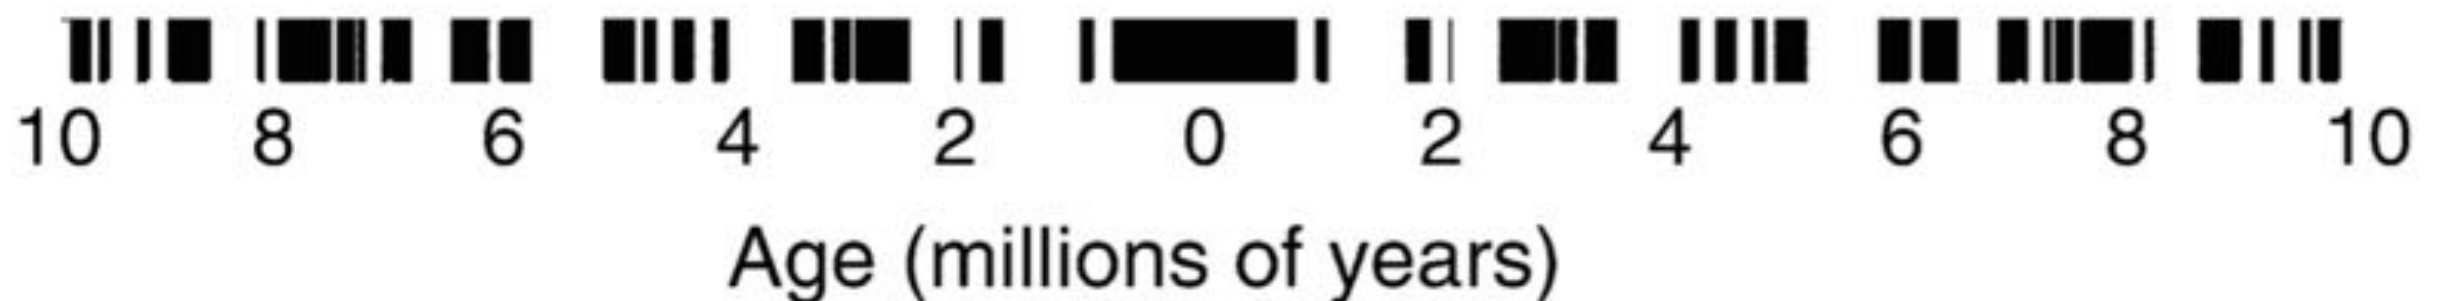 10 8 6 4 2 0 2 4 6 8 10
Age (millions of years)